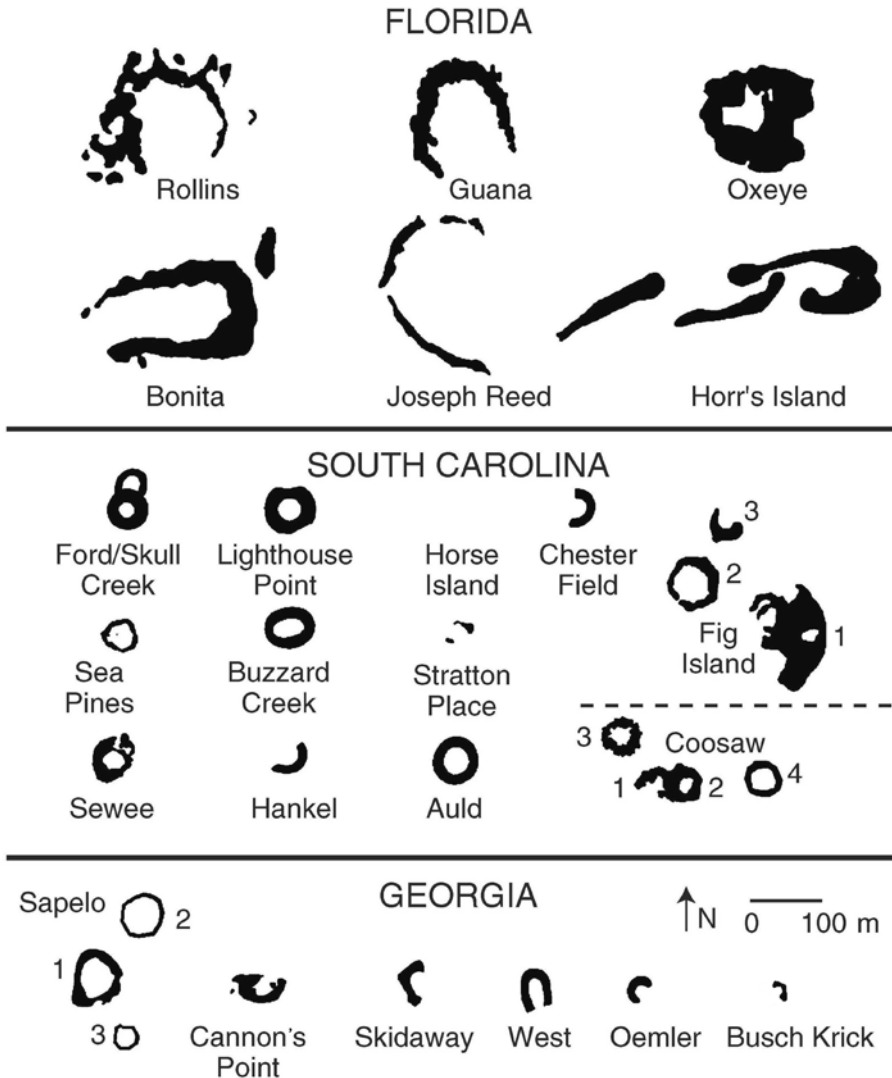 FLORIDA
Rollins
Guana
Oxeye
Bonita
Joseph Reed
Horr's Island
SOUTH CAROLINA
Ford/Skull
Creek
Lighthouse
Point
Horse
Island
Chester
Field
3
2
Fig
Island
1
Sea
Pines
Buzzard
Creek
Stratton
Place
Sewee
Hankel
Auld
3
Coosaw
1
2
4
GEORGIA
Sapelo
2
1
3
N
0
100 m
Cannon's
Point
Skidaway
West
Oemler
Busch Krick